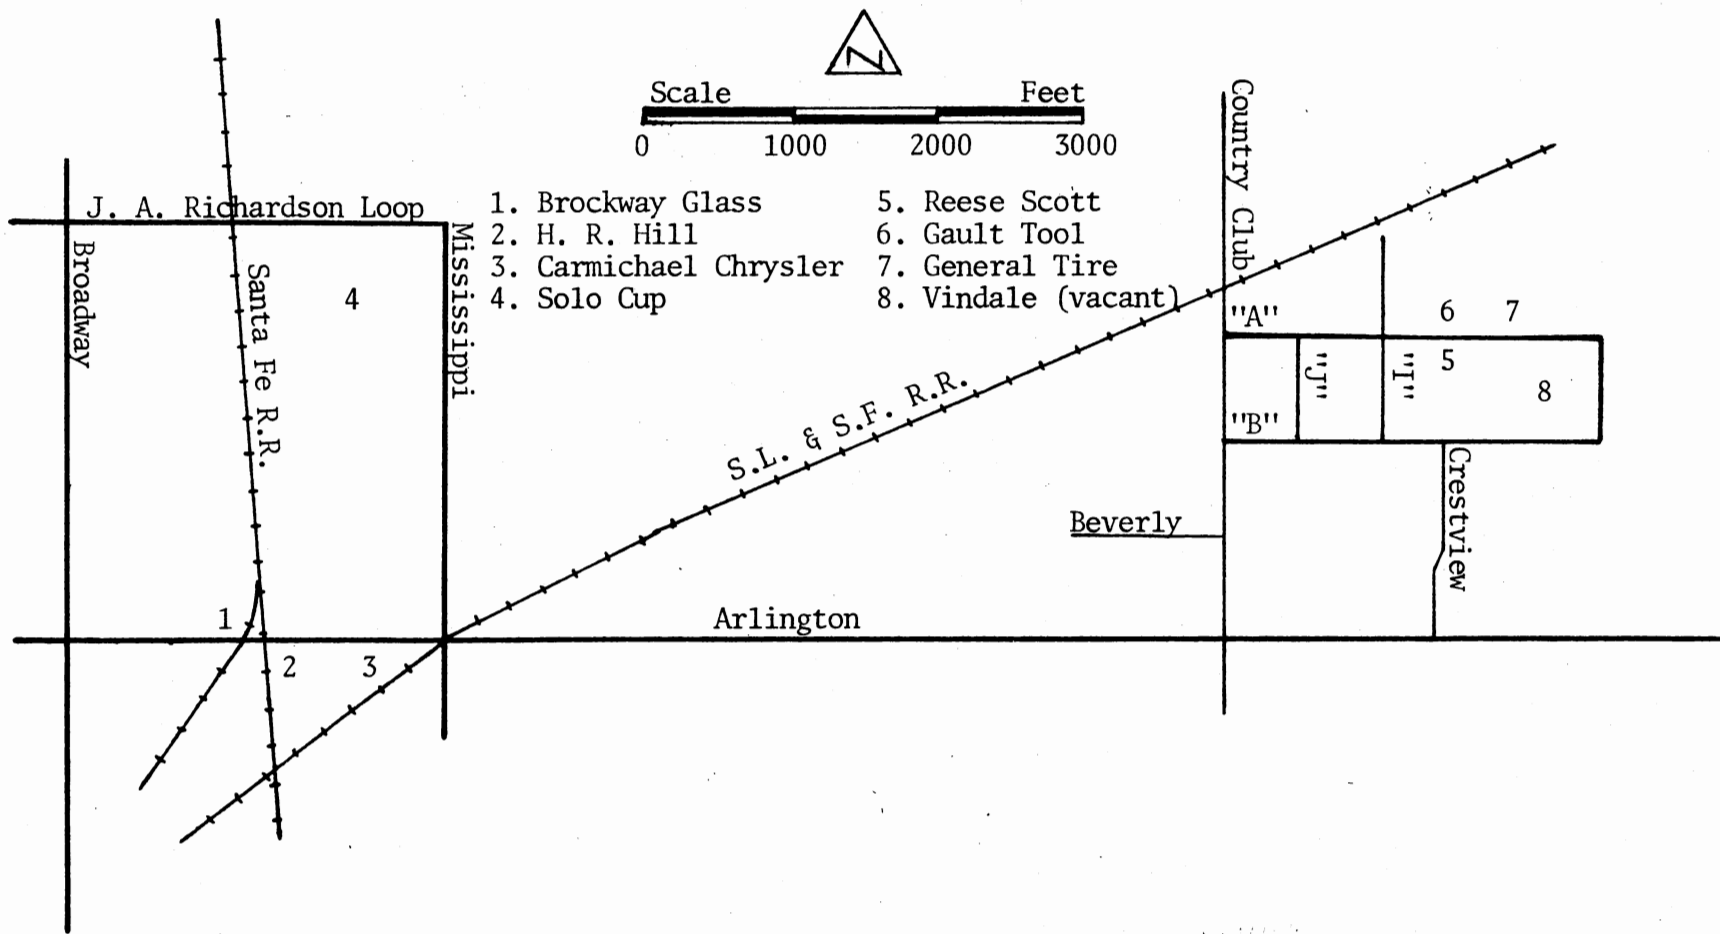 N
Scale Feet
0 1000 2000 3000
J. A. Richardson Loop
1. Brockway Glass
2. H. R. Hill
3. Carmichael Chrysler
4. Solo Cup
5. Reese Scott
6. Gault Tool
7. General Tire
8. Vindale (vacant)
Broadway
Santa Fe R.R.
4
Mississippi
Country Club
S.L. & S.F. R.R.
"A"
6 7
"J"
"I"
5
8
"B"
Beverly
Crestview
1
Arlington
2 3